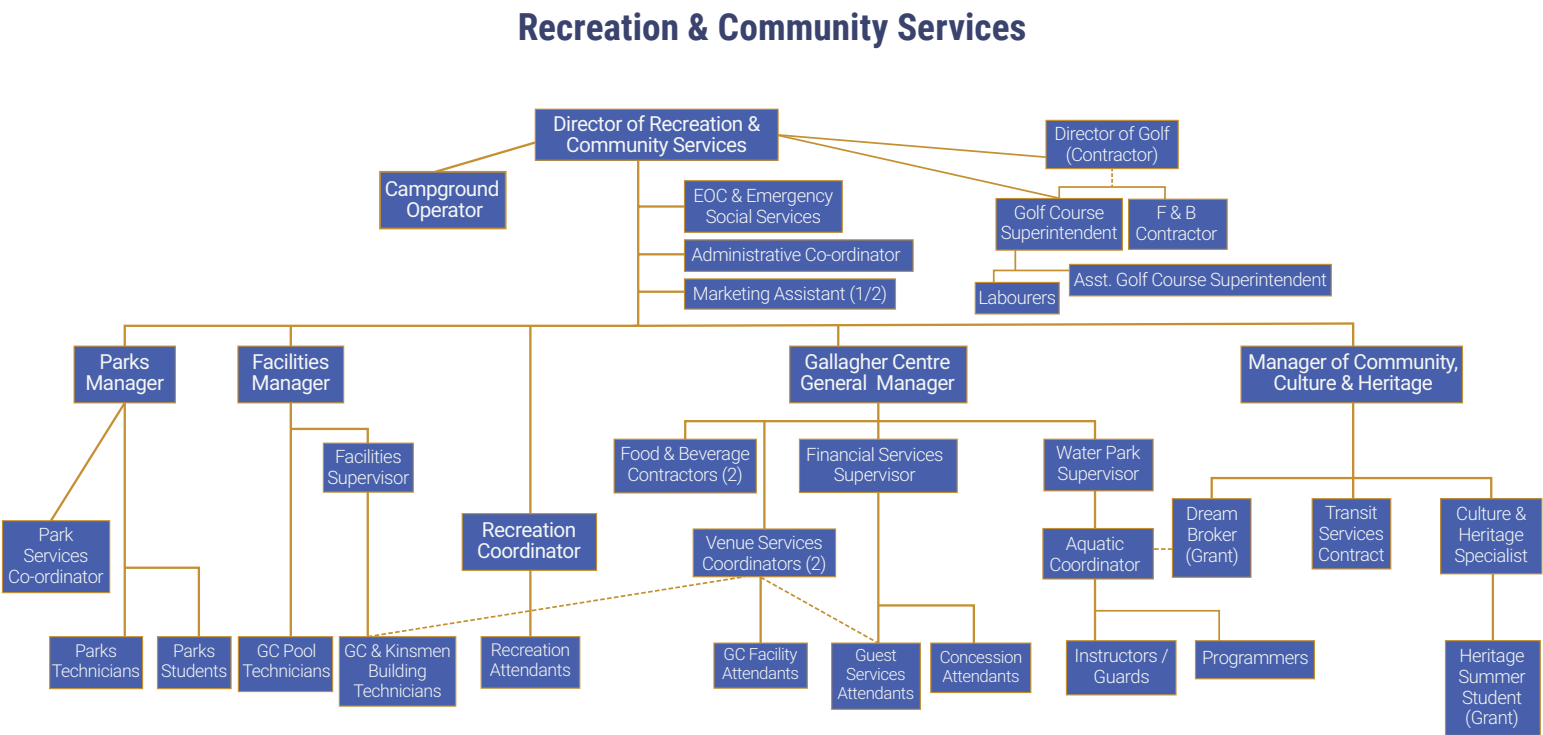 Recreation & Community Services
Director of Recreation &
Community Services
Director of Golf
(Contractor)
Campground
Operator
EOC & Emergency
Social Services
Golf Course
Superintendent
F & B
Contractor
Administrative Co-ordinator
Asst. Golf Course Superintendent
Marketing Assistant (1/2)
Labourers
Parks
Manager
Facilities
Manager
Gallagher Centre
General Manager
Manager of Community,
Culture & Heritage
Facilities
Supervisor
Food & Beverage
Contractors (2)
Financial Services
Supervisor
Water Park
Supervisor
Park
Services
Co-ordinator
Recreation
Coordinator
Venue Services
Coordinators (2)
Aquatic
Coordinator
Dream
Broker
(Grant)
Transit
Services
Contract
Culture &
Heritage
Specialist
Parks
Technicians
Parks
Students
GC Pool
Technicians
GC & Kinsmen
Building
Technicians
Recreation
Attendants
GC Facility
Attendants
Guest
Services
Attendants
Concession
Attendants
Instructors /
Guards
Programmers
Heritage
Summer
Student
(Grant)